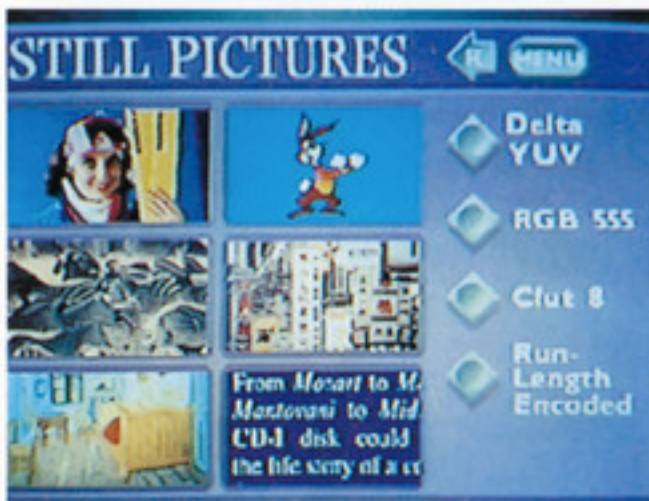 STILL PICTURES
R
MENU
Delta
YUV
RGB 555
Clut 8
Run-
Length
Encoded
From Mozart to M
Mantovani to Mid
CD-I disk could
the life story of a co